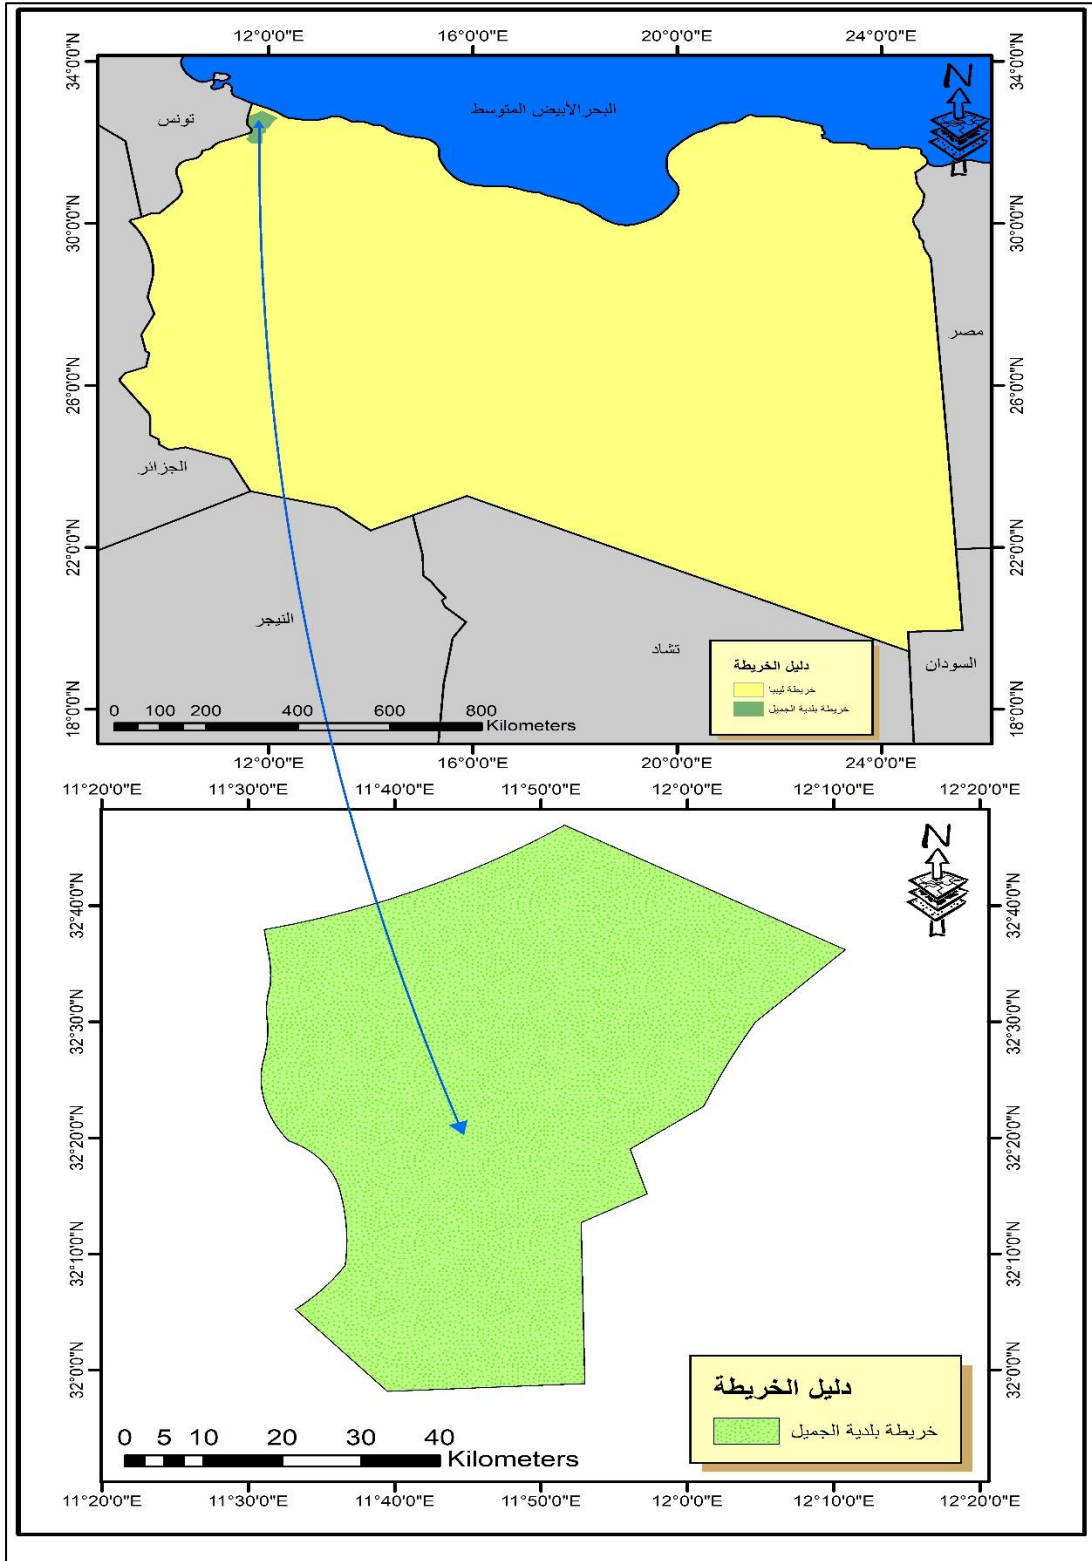 12°0'0"E 16°0'0"E 20°0'0"E 24°0'0"E
34°0'0"N 34°0'0"N
N
البحر الأبيض المتوسط
تونس
30°0'0"N 30°0'0"N
مصر
26°0'0"N 26°0'0"N
الجزائر
22°0'0"N 22°0'0"N
النيجر
تشاد
السودان
دليل الخريطة
خريطة ليبيا
خريطة بلدية الجميل
18°0'0"N 18°0'0"N
0 100 200 400 600 800
Kilometers
12°0'0"E 16°0'0"E 20°0'0"E 24°0'0"E
11°20'0"E 11°30'0"E 11°40'0"E 11°50'0"E 12°0'0"E 12°10'0"E 12°20'0"E
N
32°40'0"N 32°40'0"N
32°30'0"N 32°30'0"N
32°20'0"N 32°20'0"N
32°10'0"N 32°10'0"N
32°0'0"N 32°0'0"N
دليل الخريطة
خريطة بلدية الجميل
0 5 10 20 30 40
Kilometers
11°20'0"E 11°30'0"E 11°40'0"E 11°50'0"E 12°0'0"E 12°10'0"E 12°20'0"E